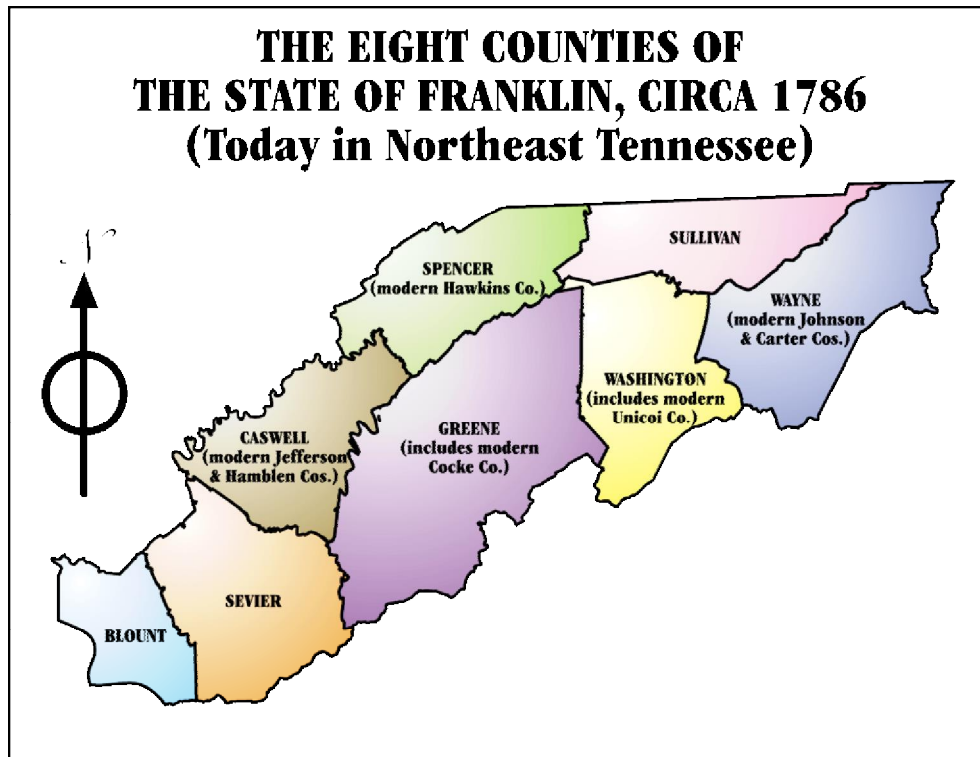 THE EIGHT COUNTIES OF
THE STATE OF FRANKLIN, CIRCA 1786
(Today in Northeast Tennessee)
N
SULLIVAN
SPENCER
(modern Hawkins Co.)
WAYNE
(modern Johnson
& Carter Cos.)
WASHINGTON
(includes modern
Unicoi Co.)
GREENE
(includes modern
Cocke Co.)
CASWELL
(modern Jefferson
& Hamblen Cos.)
SEVIER
BLOUNT